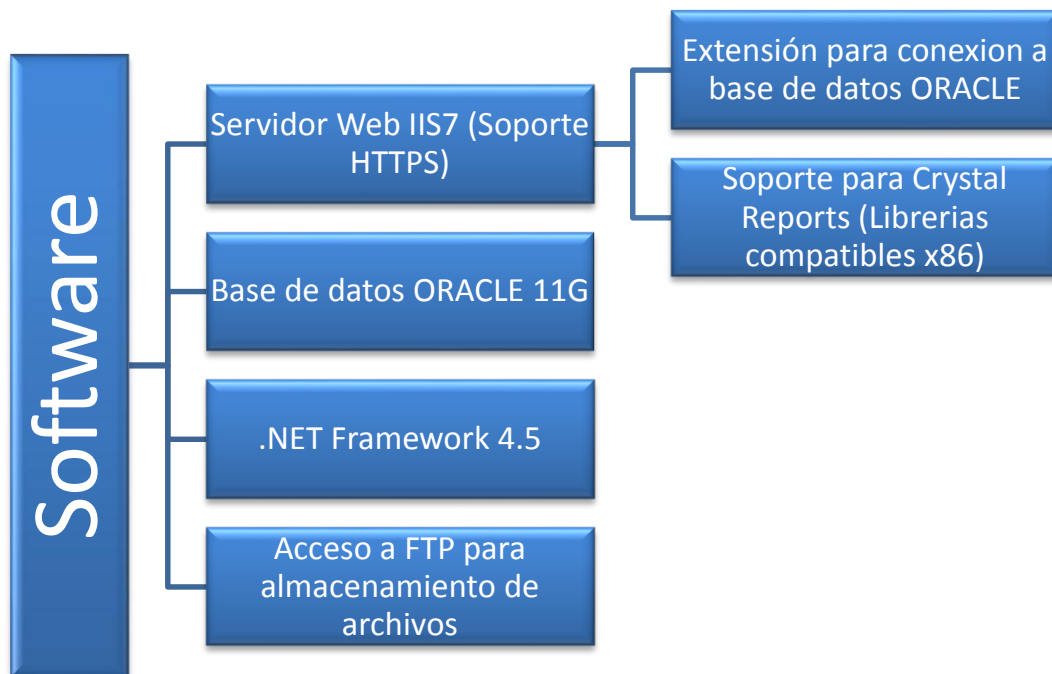 Software
Servidor Web IIS7 (Soporte
HTTPS)
Extensión para conexion a
base de datos ORACLE
Soporte para Crystal
Reports (Librerias
compatibles x86)
Base de datos ORACLE 11G
.NET Framework 4.5
Acceso a FTP para
almacenamiento de
archivos